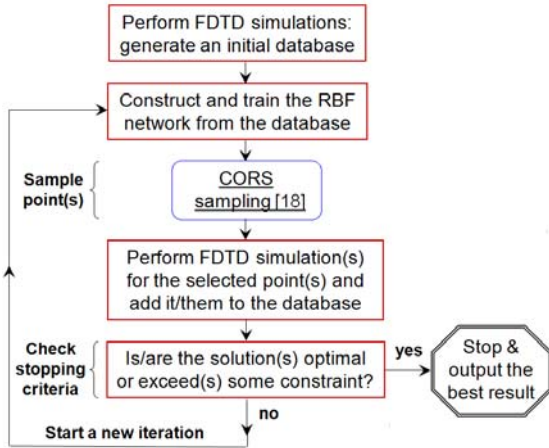 Perform FDTD simulations:
generate an initial database
Construct and train the RBF
network from the database
Sample
point(s)
CORS
sampling [18]
Perform FDTD simulation(s)
for the selected point(s) and
add it/them to the database
Check
stopping
criteria
Is/are the solution(s) optimal
or exceed(s) some constraint?
yes
Stop &
output the
best result
no
Start a new iteration